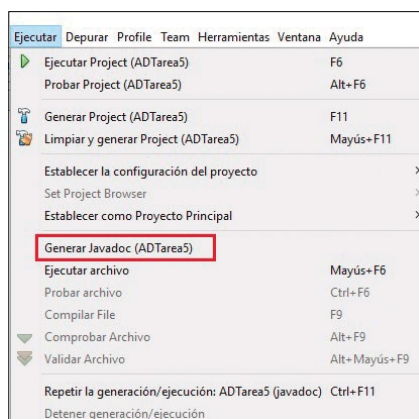 Ejecutar Depurar Profile Team Herramientas Ventana Ayuda
Ejecutar Project (ADTarea5) F6
Probar Project (ADTarea5) Alt+F6
Generar Project (ADTarea5) F11
Limpiar y generar Project (ADTarea5) Mayús+F11
Establecer la configuración del proyecto
Set Project Browser
Establecer como Proyecto Principal
Generar Javadoc (ADTarea5)
Ejecutar archivo Mayús+F6
Probar archivo Ctrl+F6
Compilar File F9
Comprobar Archivo Alt+F9
Validar Archivo Alt+Mayús+F9
Repetir la generación/ejecución: ADTarea5 (javadoc) Ctrl+F11
Detener generación/ejecución